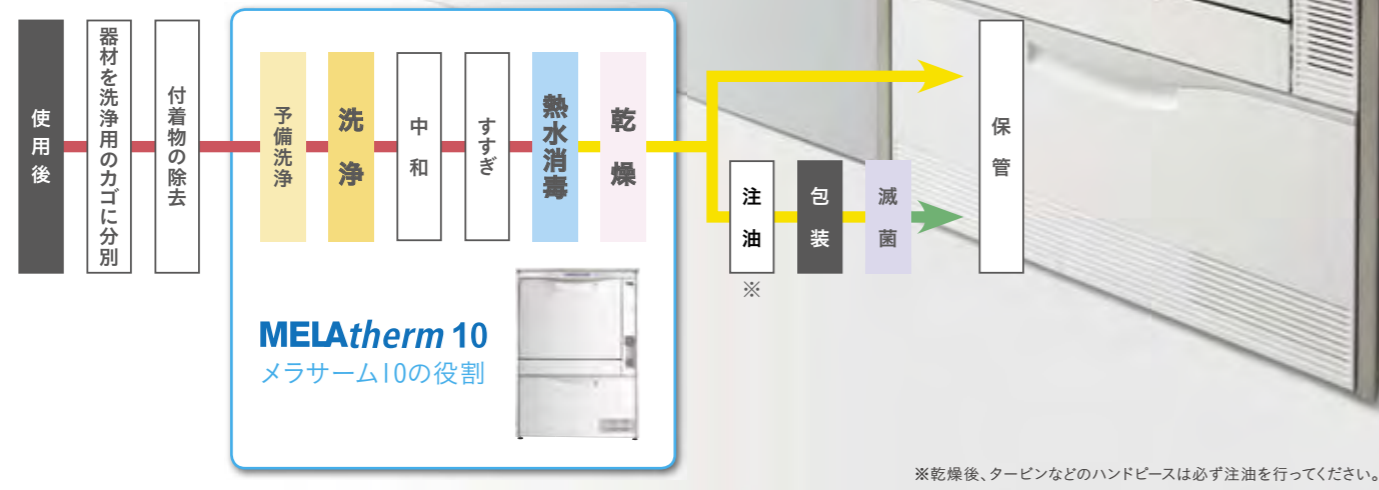 使用後
器材を洗浄用のカゴに分別
付着物の除去
予備洗浄
洗浄
中和
すすぎ
熱水消毒
乾燥
注油
※
包装
滅菌
保管
MELAtherm 10
メラサーム10の役割
※乾燥後、タービンなどのハンドピースは必ず注油を行ってください。